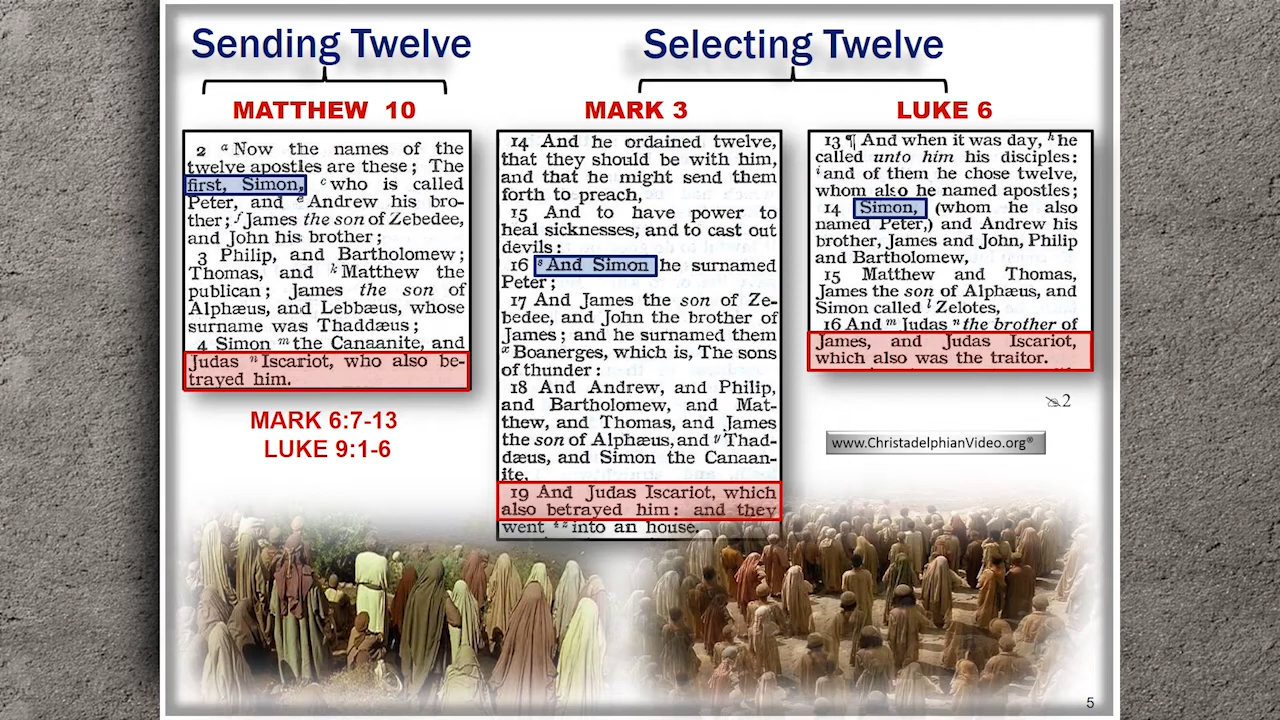 Sending Twelve
Selecting Twelve
MATTHEW 10
2 ᵃ Now the names of the
twelve apostles are these; The
first, Simon, ᶜ who is called
Peter, and ᵉ Andrew his bro-
ther; ᶠ James the son of Zebedee,
and John his brother;
3 Philip, and Bartholomew;
Thomas, and ʰ Matthew the
publican; James the son of
Alphæus, and Lebbæus, whose
surname was Thaddæus;
4 Simon ᵐ the Canaanite, and
Judas ⁿ Iscariot, who also be-
trayed him.
MARK 6:7-13
LUKE 9:1-6
MARK 3
14 And he ordained twelve,
that they should be with him,
and that he might send them
forth to preach,
15 And to have power to
heal sicknesses, and to cast out
devils:
16 ᵍ And Simon he surnamed
Peter;
17 And James the son of Ze-
bedee, and John the brother of
James; and he surnamed them
ˣ Boanerges, which is, The sons
of thunder:
18 And Andrew, and Philip,
and Bartholomew, and Mat-
thew, and Thomas, and James
the son of Alphæus, and ʸ Thad-
dæus, and Simon the Canaan-
ite,
19 And Judas Iscariot, which
also betrayed him: and they
went into an house.
LUKE 6
13 ¶ And when it was day, ʰ he
called unto him his disciples:
ⁱ and of them he chose twelve,
whom also he named apostles;
14 Simon, (whom he also
named Peter,) and Andrew his
brother, James and John, Philip
and Bartholomew,
15 Matthew and Thomas,
James the son of Alphæus, and
Simon called ˡ Zelotes,
16 And ᵐ Judas ⁿ the brother of
James, and Judas Iscariot,
which also was the traitor.
2
www.ChristadelphianVideo.org®
5